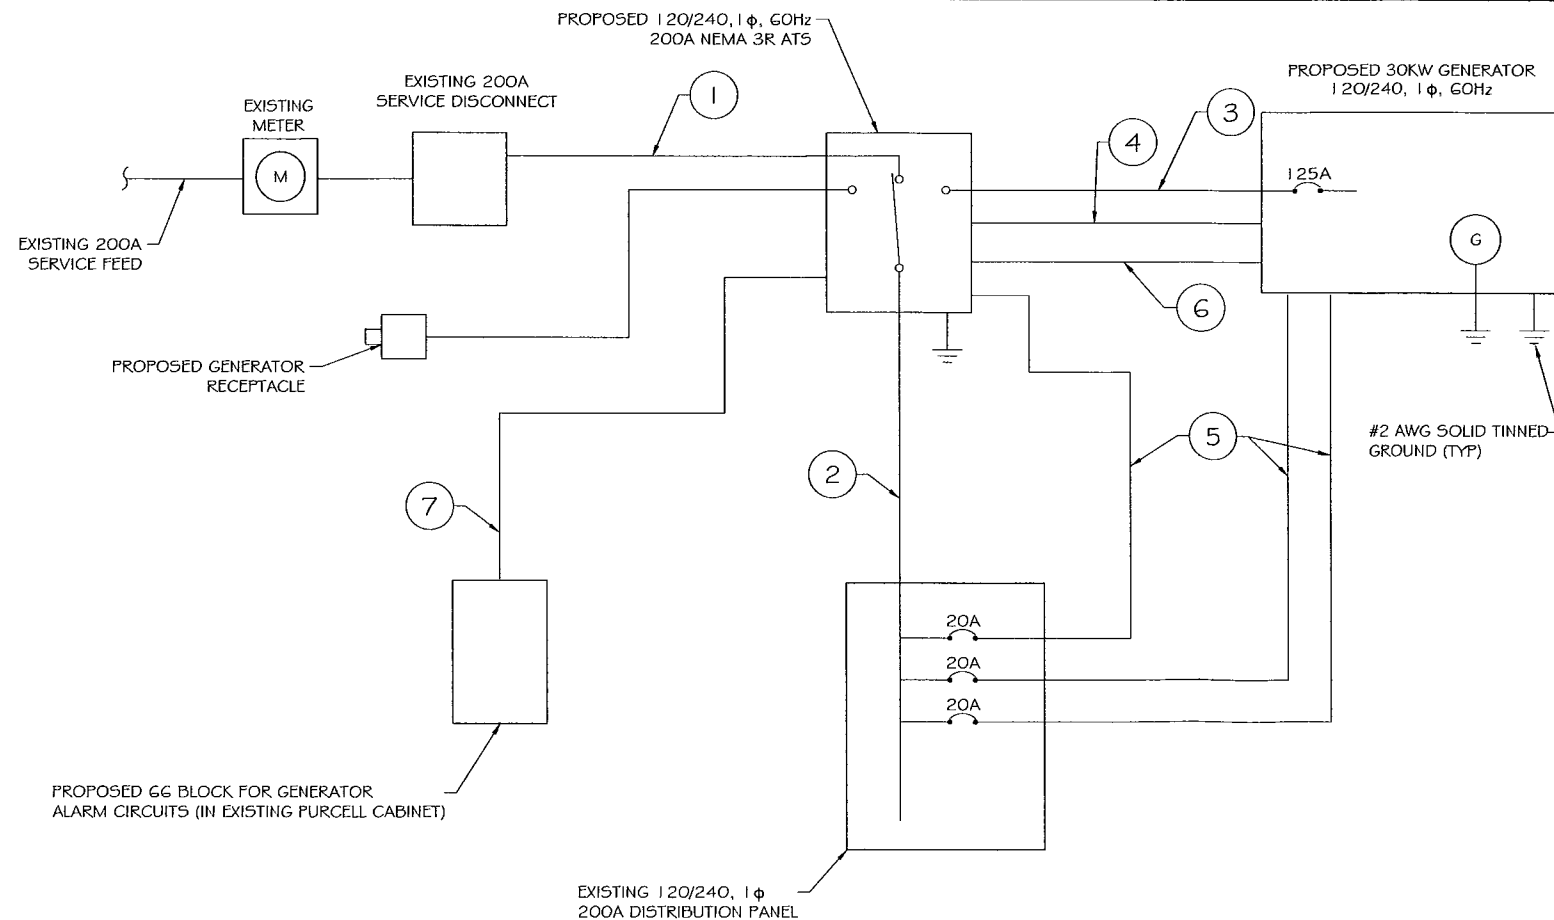 PROPOSED 120/240, 1ϕ, 60Hz
200A NEMA 3R ATS
PROPOSED 30KW GENERATOR
120/240, 1ϕ, 60Hz
EXISTING 200A
SERVICE DISCONNECT
EXISTING
METER
M
1
3
4
125A
G
EXISTING 200A
SERVICE FEED
6
PROPOSED GENERATOR
RECEPTACLE
5
#2 AWG SOLID TINNED
GROUND (TYP)
2
7
20A
20A
20A
PROPOSED 66 BLOCK FOR GENERATOR
ALARM CIRCUITS (IN EXISTING PURCELL CABINET)
EXISTING 120/240, 1ϕ
200A DISTRIBUTION PANEL